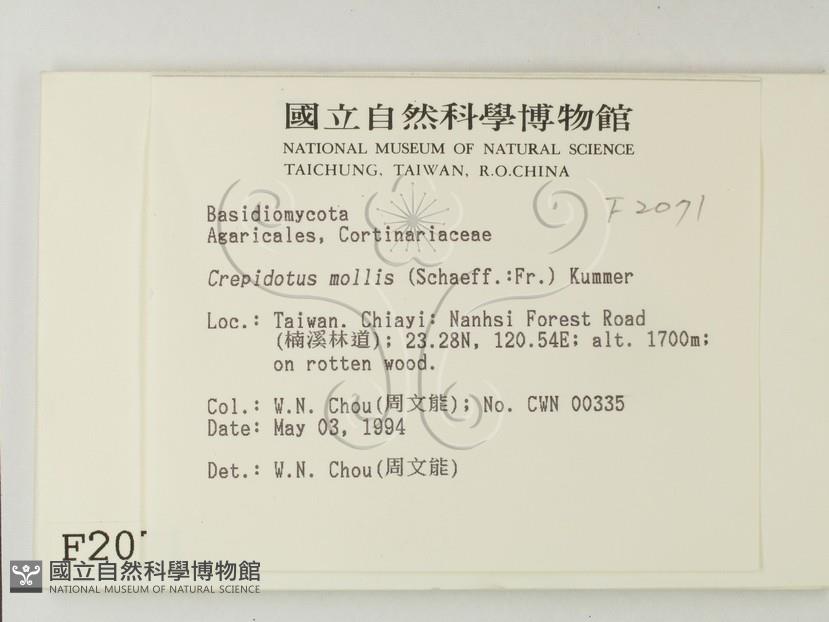 國立自然科學博物館
NATIONAL MUSEUM OF NATURAL SCIENCE
TAICHUNG, TAIWAN, R.O.CHINA
F2071
Basidiomycota
Agaricales, Cortinariaceae
Crepidotus mollis (Schaeff.:Fr.) Kummer
Loc.: Taiwan. Chiayi: Nanhsi Forest Road
(楠溪林道); 23.28N, 120.54E; alt. 1700m;
on rotten wood.
Col.: W.N. Chou(周文能); No. CWN 00335
Date: May 03, 1994
Det.: W.N. Chou(周文能)
F207
國立自然科學博物館
NATIONAL MUSEUM OF NATURAL SCIENCE